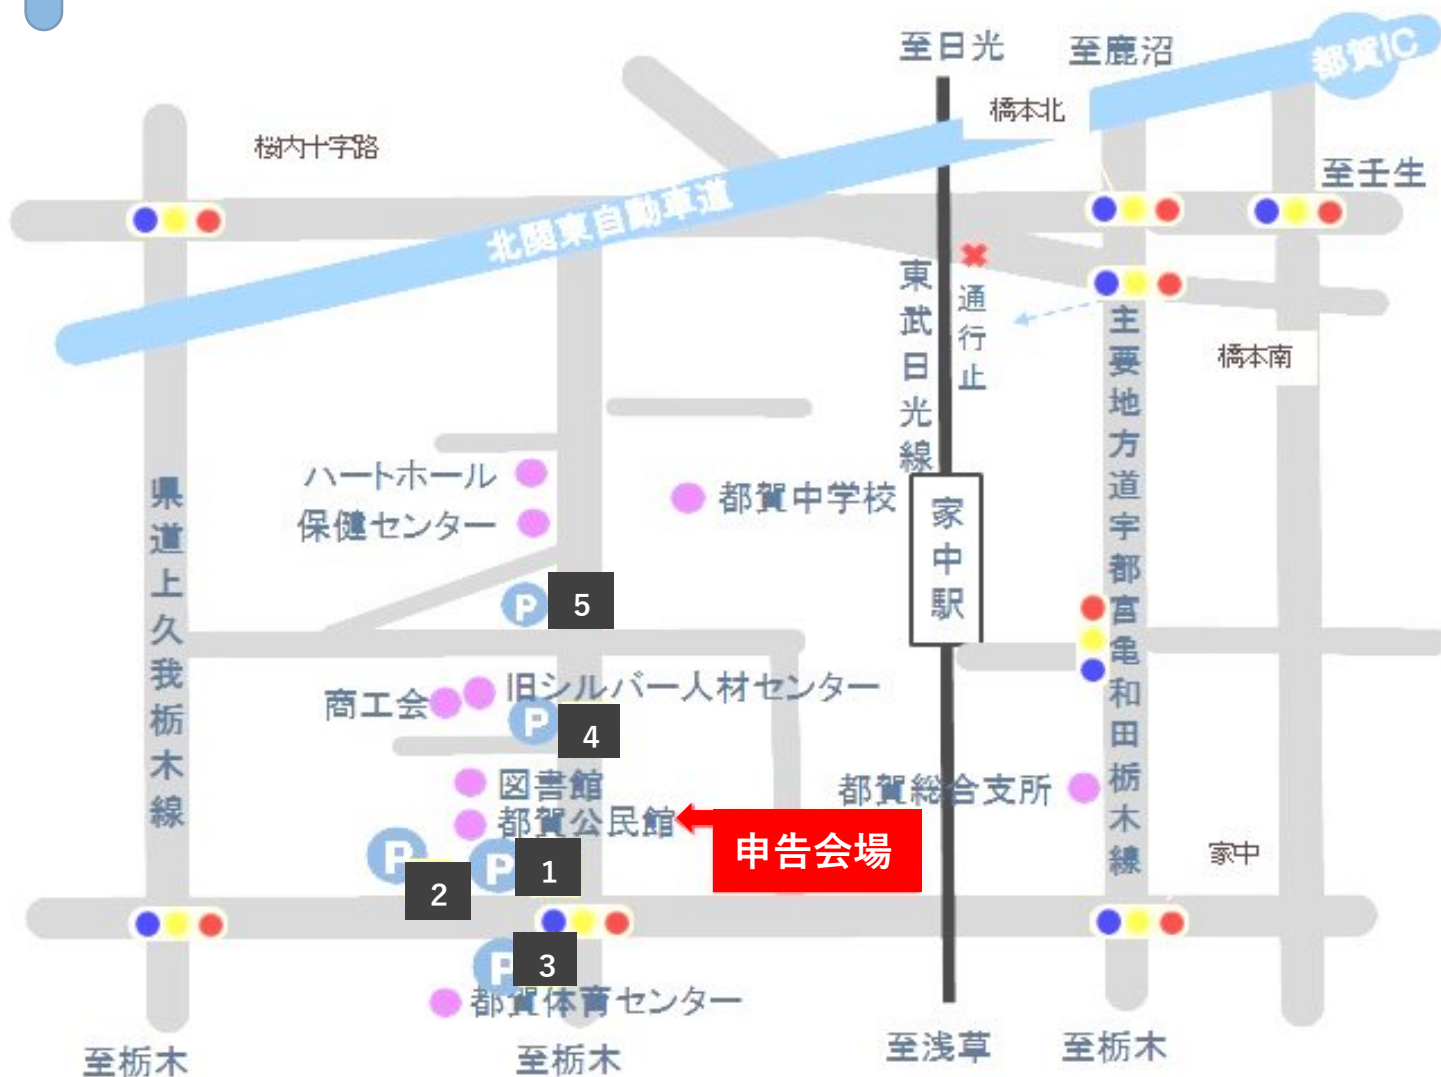 至日光
至鹿沼
都賀IC
橋本北
桜内十字路
至壬生
北関東自動車道
東武日光線
通行止
主要地方道宇都宮亀和田栃木線
橋本南
ハートホール
都賀中学校
県道上久我栃木線
家中駅
保健センター
P
5
旧シルバー人材センター
商工会
P
4
図書館
都賀総合支所
都賀公民館
申告会場
家中
P
2
P
1
P
3
都賀体育センター
至栃木
至栃木
至浅草
至栃木